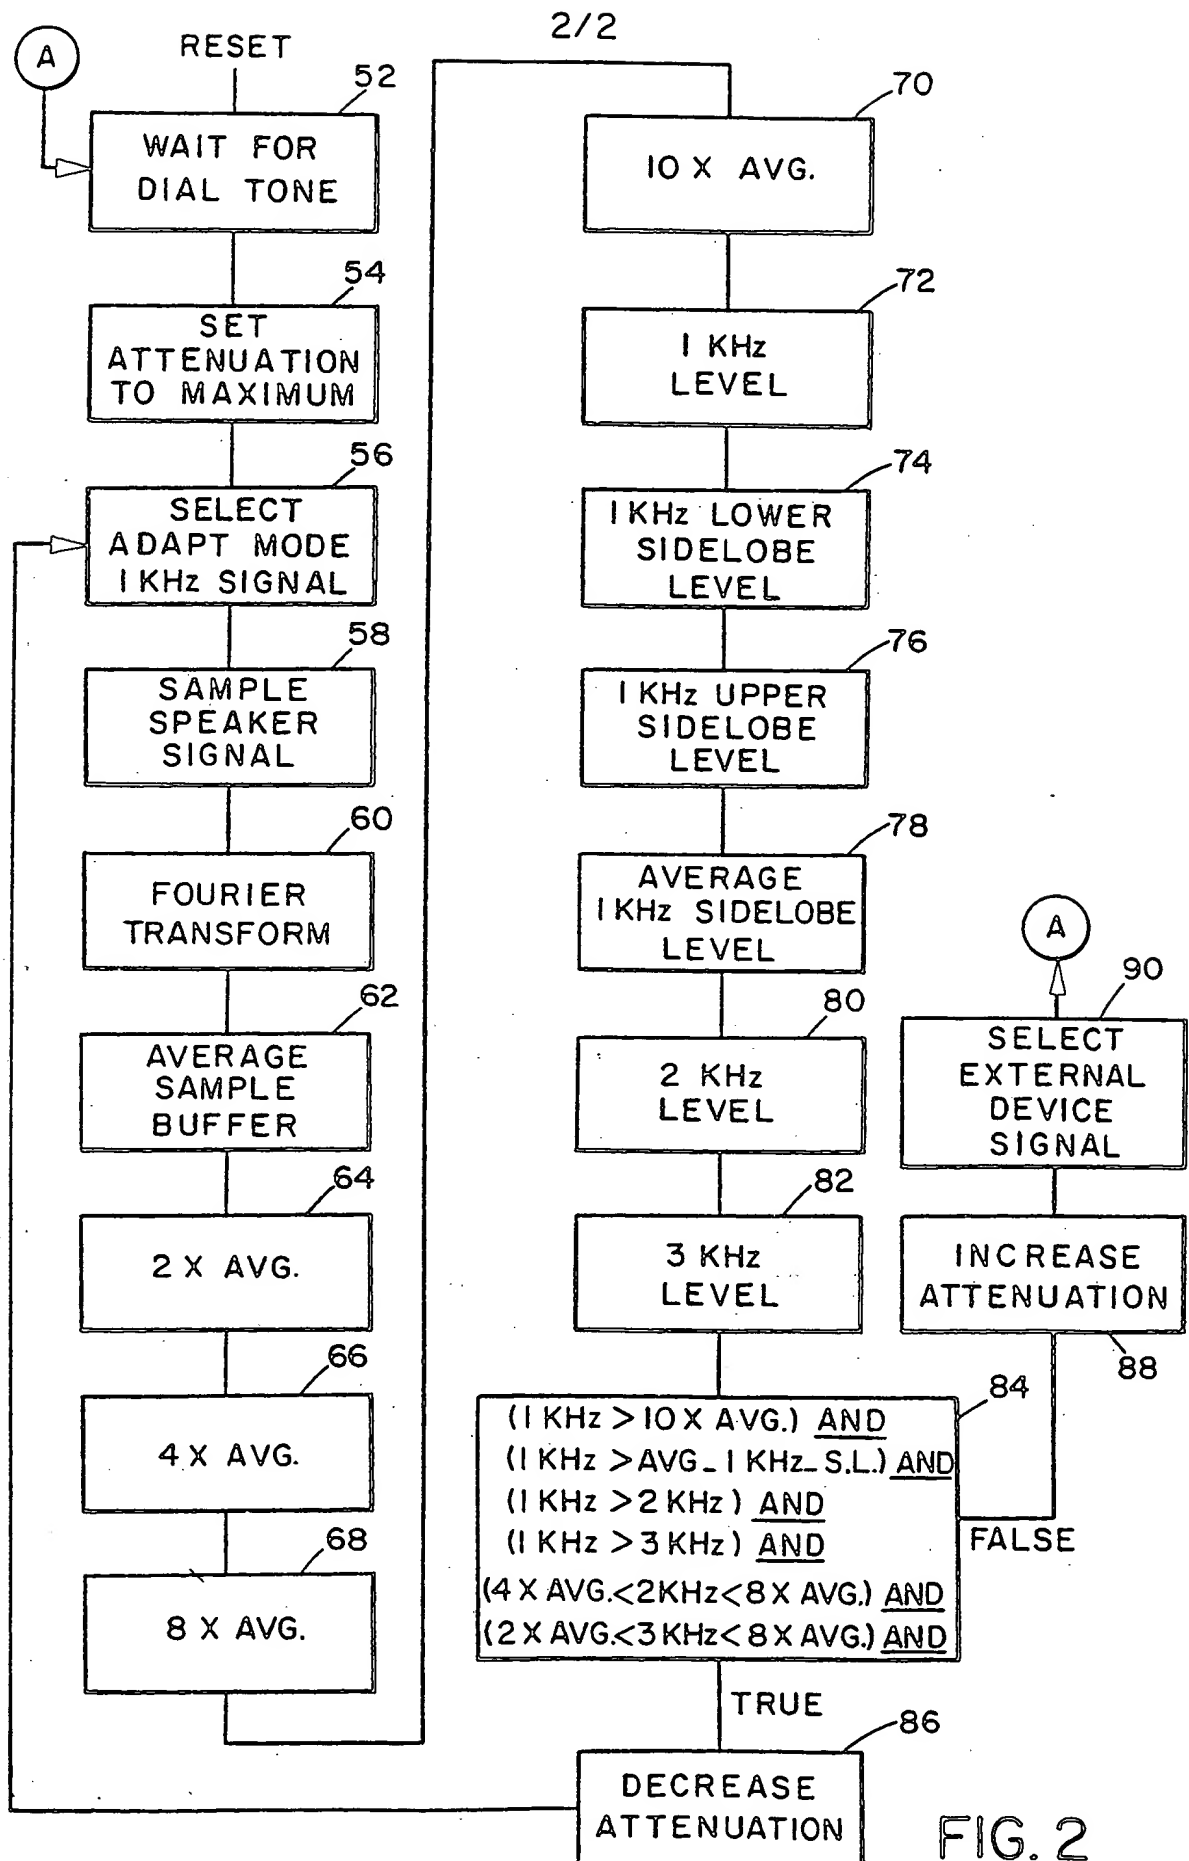 2/2
A
RESET
52
WAIT FOR
DIAL TONE
54
SET
ATTENUATION
TO MAXIMUM
56
SELECT
ADAPT MODE
1 KHz SIGNAL
58
SAMPLE
SPEAKER
SIGNAL
60
FOURIER
TRANSFORM
62
AVERAGE
SAMPLE
BUFFER
64
2 X AVG.
66
4 X AVG.
68
8 X AVG.
70
10 X AVG.
72
1 KHz
LEVEL
74
1 KHz LOWER
SIDELOBE
LEVEL
76
1 KHz UPPER
SIDELOBE
LEVEL
78
AVERAGE
1 KHz SIDELOBE
LEVEL
80
2 KHz
LEVEL
82
3 KHz
LEVEL
84
(1 KHz > 10 X AVG.) AND
(1 KHz > AVG_1 KHz_S.L.) AND
(1 KHz > 2 KHz) AND
(1 KHz > 3 KHz) AND
(4 X AVG.<2KHz<8 X AVG.) AND
(2 X AVG.<3 KHz<8 X AVG.) AND
FALSE
TRUE
86
DECREASE
ATTENUATION
A
90
SELECT
EXTERNAL
DEVICE
SIGNAL
INCREASE
ATTENUATION
88
FIG. 2